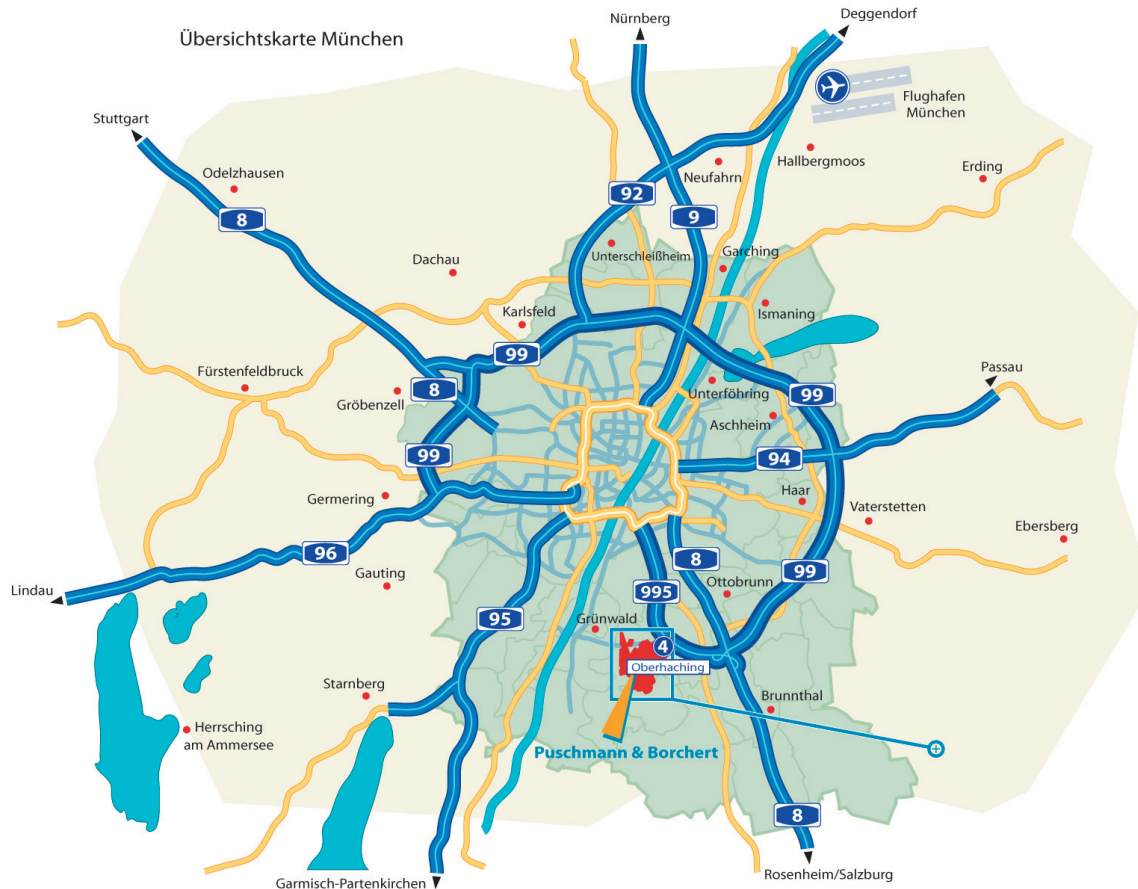 Übersichtskarte München
Nürnberg
Deggendorf
Flughafen
München
Stuttgart
Odelzhausen
Hallbergmoos
Neufahrn
Erding
92
8
9
Unterschleißheim
Garching
Dachau
Karlsfeld
Ismaning
99
Fürstenfeldbruck
8
Gröbenzell
Unterföhring
99
Passau
Aschheim
99
94
Germering
Haar
Vaterstetten
Ebersberg
96
8
99
Lindau
Gauting
995
Ottobrunn
95
Grünwald
4
Oberhaching
Starnberg
Brunnthal
Herrsching
am Ammersee
Puschmann & Borchert
8
Garmisch-Partenkirchen
Rosenheim/Salzburg